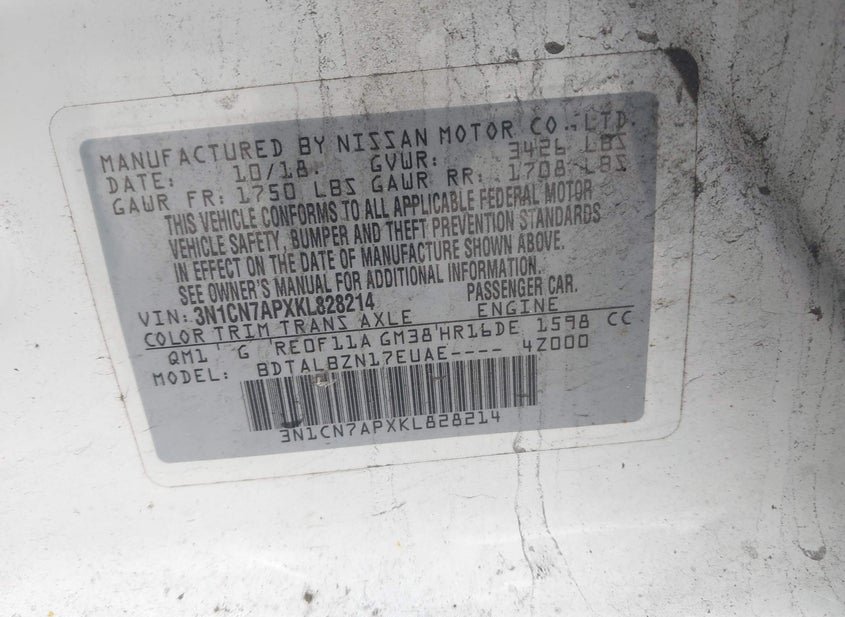 MANUFACTURED BY NISSAN MOTOR CO.,LTD.
DATE: 10/18. GVWR: 3426 LBS
GAWR FR: 1750 LBS GAWR RR: 1708 LBS
THIS VEHICLE CONFORMS TO ALL APPLICABLE FEDERAL MOTOR
VEHICLE SAFETY, BUMPER AND THEFT PREVENTION STANDARDS
IN EFFECT ON THE DATE OF MANUFACTURE SHOWN ABOVE.
SEE OWNER'S MANUAL FOR ADDITIONAL INFORMATION.
VIN: 3N1CN7APXKL828214 PASSENGER CAR.
COLOR TRIM TRANS AXLE ENGINE
QM1 G RE0F11A GM38 HR16DE 1598 CC
MODEL: BDTALBZN17EUAE---- 4Z000
3N1CN7APXKL828214